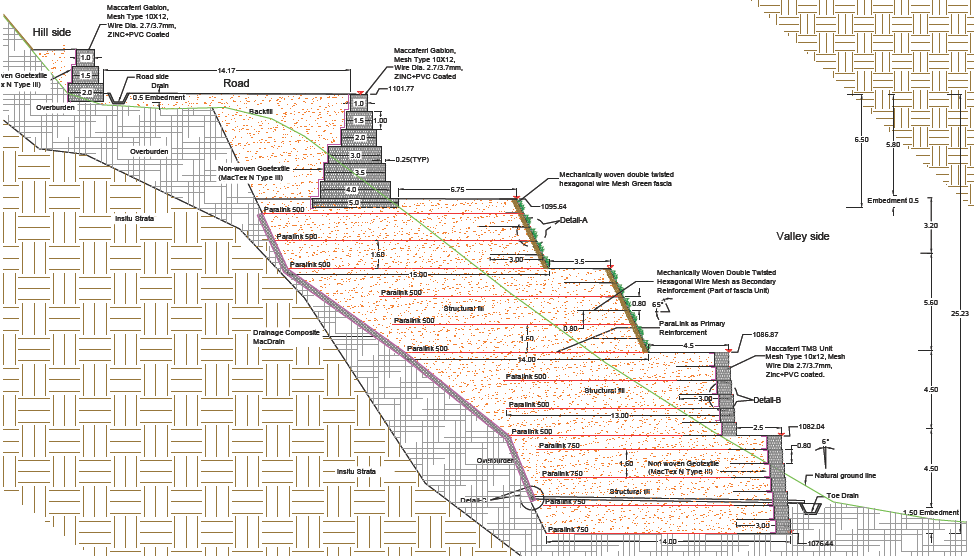 Maccaferri Gabion,
Mesh Type 10X12,
Wire Dia. 2.7/3.7mm,
ZINC+PVC Coated
Hill side
1.0
1.5
2.0
ven Goetextile
x N Type III)
Overburden
Road side
Drain
0.5 Embedment
14.17
Road
Backfill
Maccaferri Gabion,
Mesh Type 10X12,
Wire Dia. 2.7/3.7mm,
ZINC+PVC Coated
1101.77
1.0
1.5
1.00
2.0
3.0
0.25(TYP)
3.5
4.0
5.0
Overburden
Non-woven Goetextile
(MacTex N Type III)
Insitu Strata
6.75
Mechanically woven double twisted
hexagonal wire Mesh Green fascia
1095.64
Detail-A
Paralink 500
Paralink 500
1.60
3.00
Paralink 500
15.00
3.5
Valley side
6.50
5.80
Embedment 0.5
3.20
5.60
25.23
4.50
4.50
1.50 Embedment
Mechanically Woven Double Twisted
Hexagonal Wire Mesh as Secondary
Reinforcement (Part of fascia Unit)
Paralink 500
0.80
65°
Structural fill
Paralink 500
0.80
ParaLink as Primary
Reinforcement
1.60
Drainage Composite
MacDrain
Paralink 500
14.00
4.5
1086.87
Maccaferri TMS Unit
Mesh Type 10x12, Mesh
Wire Dia 2.7/3.7mm,
Zinc+PVC coated.
Paralink 500
Structural fill
3.00
Detail-B
Paralink 500
13.00
Paralink 500
2.5
1082.04
Paralink 750
0.80
6°
Overburden
1.60
Non woven Geotextile
(MacTex N Type III)
Insitu Strata
Paralink 750
Natural ground line
Structural fill
Toe Drain
Paralink 750
3.00
Paralink 750
14.00
1076.44